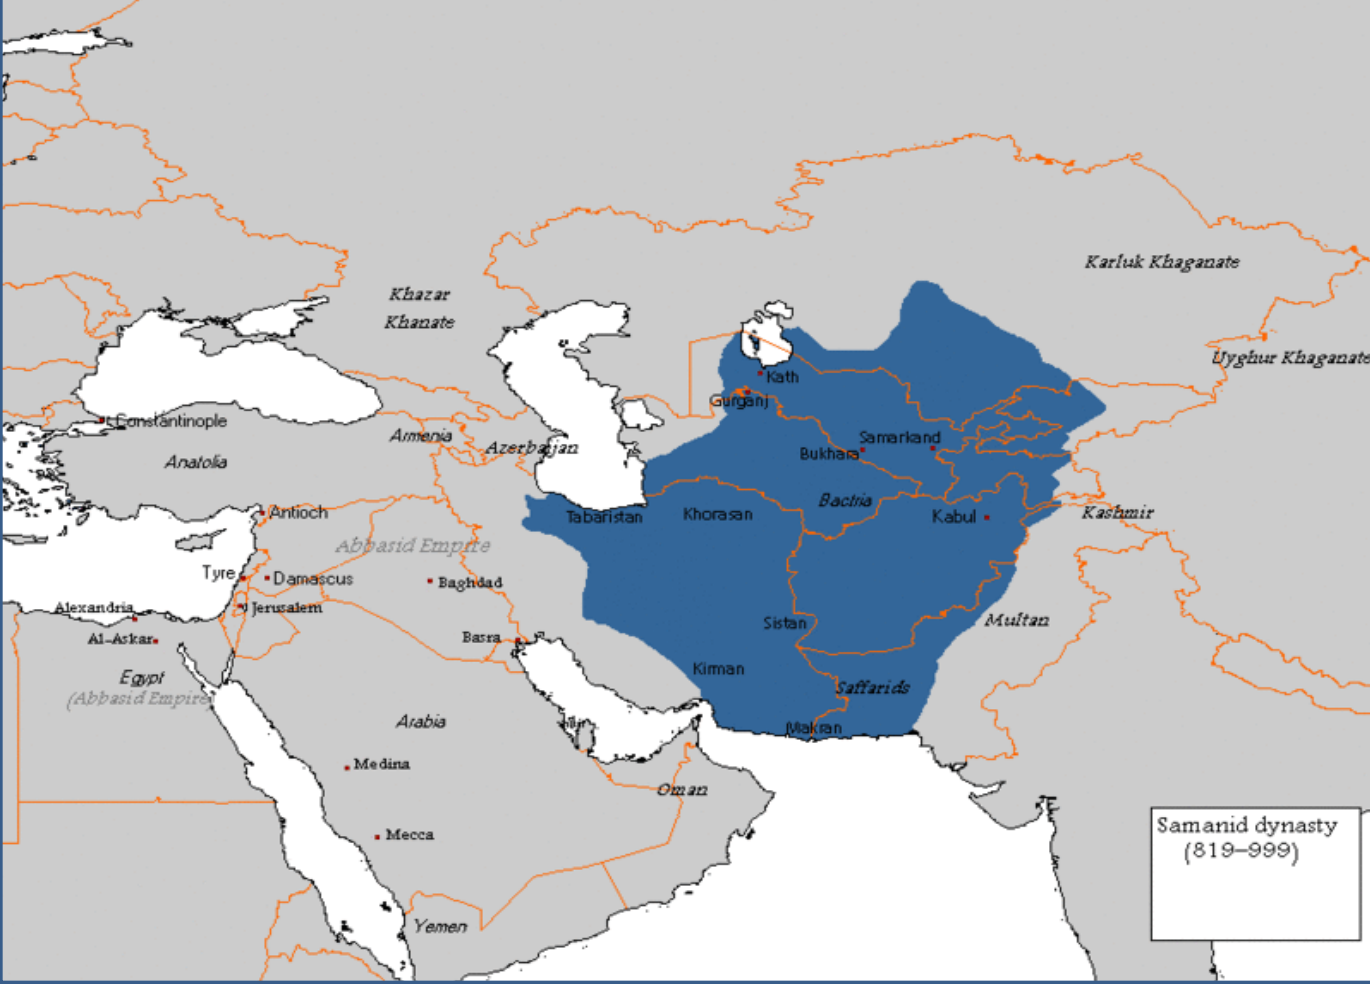 Karluk Khaganate
Khazar
Khanate
Uyghur Khaganate
Kath
Gurganj
Constantinople
Armenia
Azerbaijan
Samarkand
Bukhara
Anatolia
Bactria
Antioch
Tabaristan
Khorasan
Kabul
Kashmir
Abbasid Empire
Tyre
Damascus
Baghdad
Alexandria
Jerusalem
Al-Askar
Basra
Sistan
Multan
Egypt
(Abbasid Empire)
Kirman
Saffarids
Arabia
Makran
Medina
Oman
Mecca
Yemen
Samanid dynasty
(819-999)